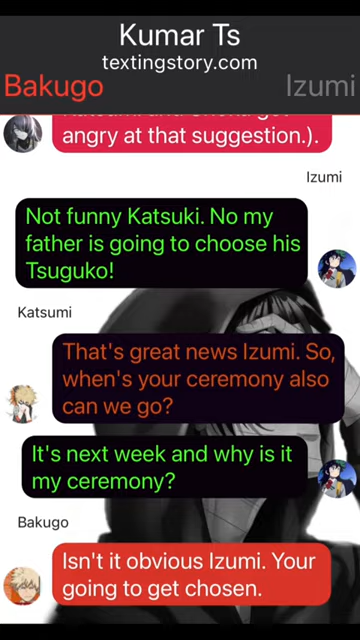 Kumar Ts
textingstory.com
Bakugo Izumi
angry at that suggestion.).
Izumi
Not funny Katsuki. No my
father is going to choose his
Tsuguko!
Katsumi
That's great news Izumi. So,
when's your ceremony also
can we go?
It's next week and why is it
my ceremony?
Bakugo
Isn't it obvious Izumi. Your
going to get chosen.